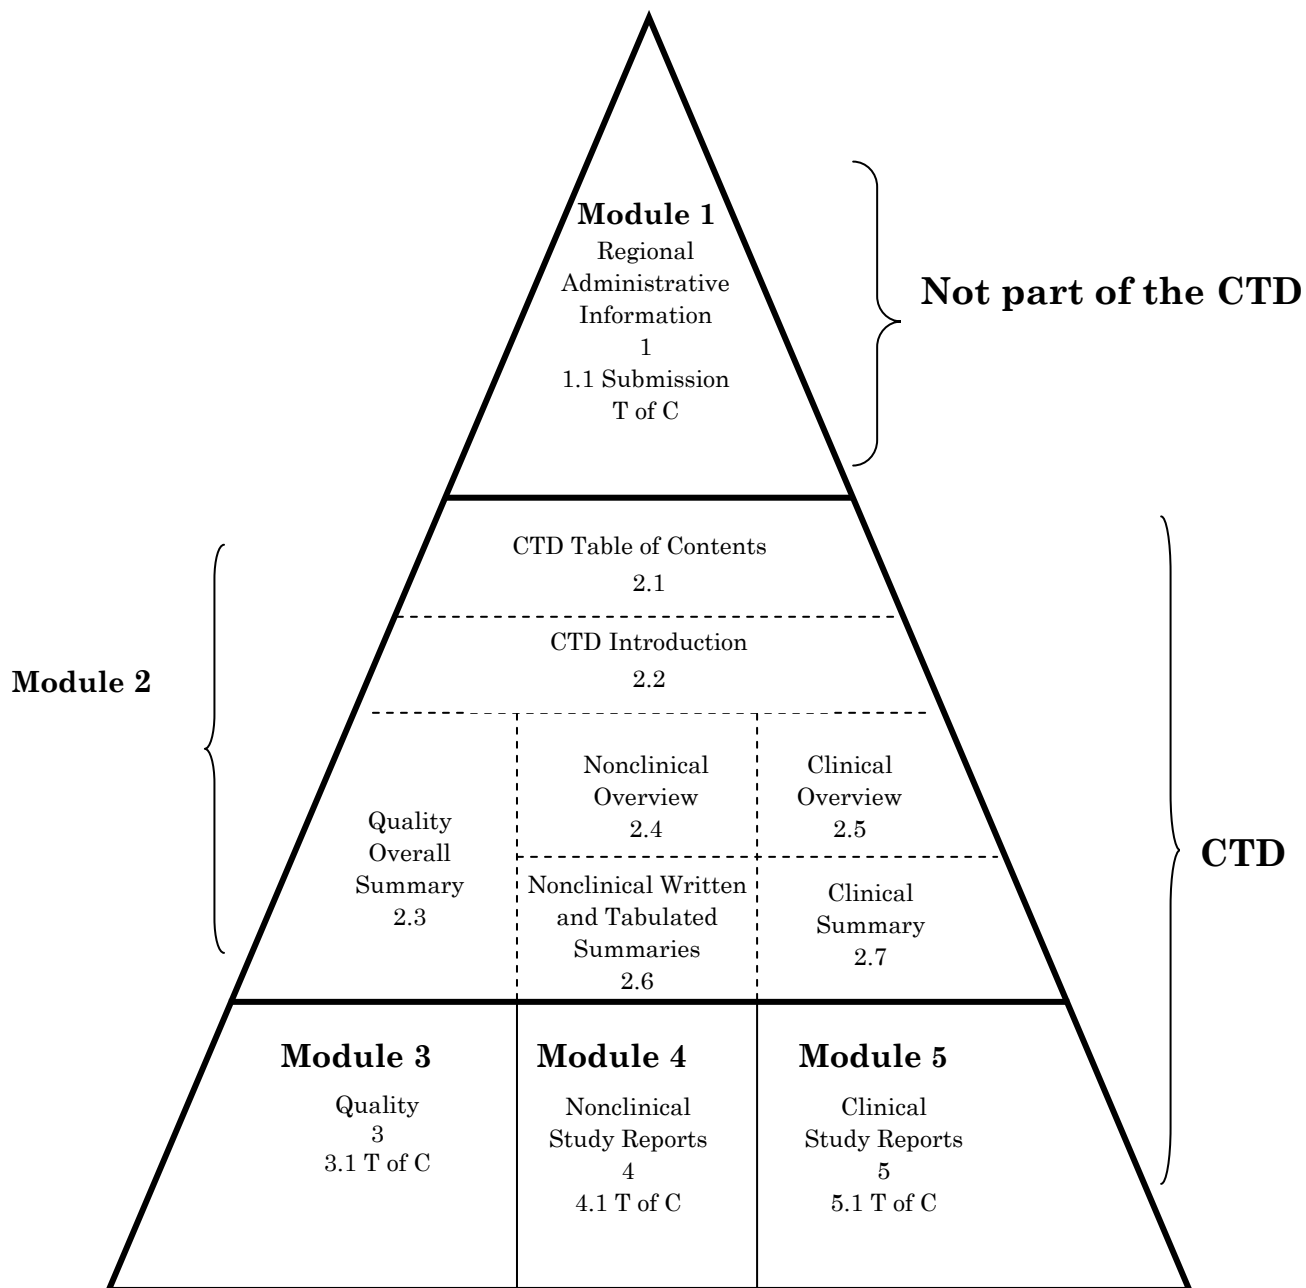 Module 1
Regional
Administrative
Information
1
1.1 Submission
T of C
Not part of the CTD
CTD Table of Contents
2.1
CTD Introduction
2.2
Module 2
Quality
Overall
Summary
2.3
Nonclinical
Overview
2.4
Clinical
Overview
2.5
Nonclinical Written
and Tabulated
Summaries
2.6
Clinical
Summary
2.7
CTD
Module 3
Quality
3
3.1 T of C
Module 4
Nonclinical
Study Reports
4
4.1 T of C
Module 5
Clinical
Study Reports
5
5.1 T of C